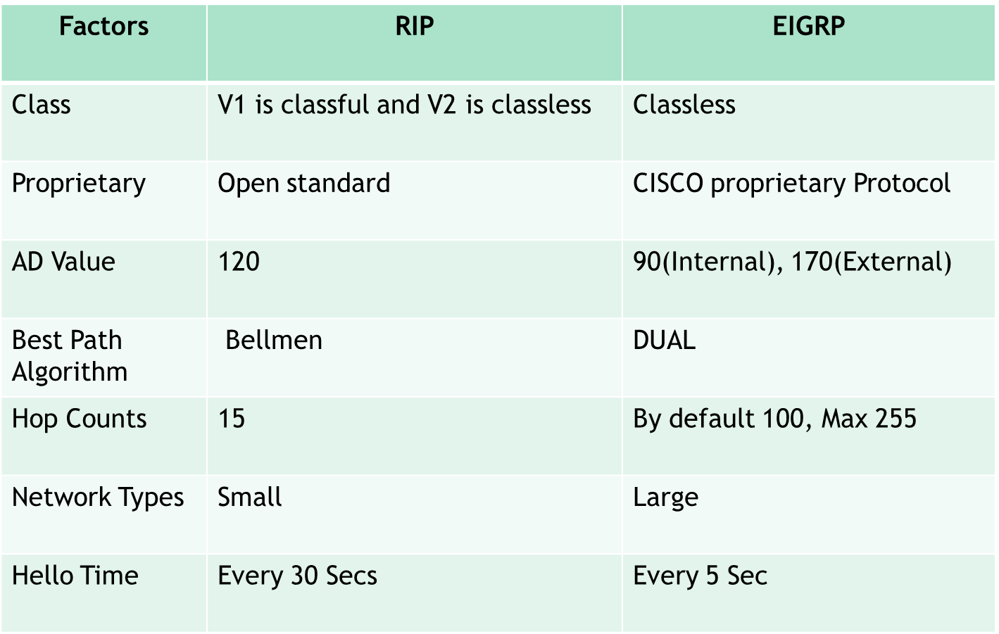 Factors RIP EIGRP
Class V1 is classful and V2 is classless Classless
Proprietary Open standard CISCO proprietary Protocol
AD Value 120 90(Internal), 170(External)
Best Path Bellmen DUAL
Algorithm
Hop Counts 15 By default 100, Max 255
Network Types Small Large
Hello Time Every 30 Secs Every 5 Sec